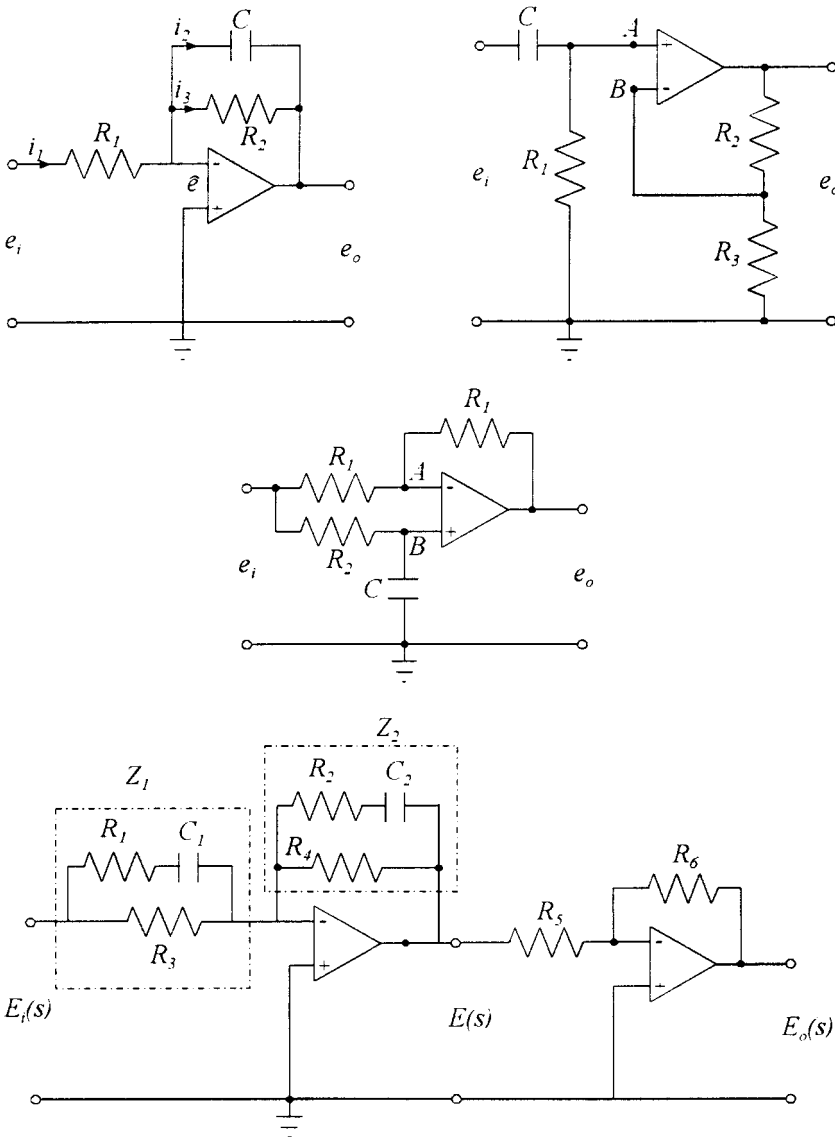 i₂ C
i₃
R₂
i₁ R₁
-
ẽ
+
eᵢ eₒ
C A +
B -
R₁ R₂
eᵢ eₒ
R₃
R₁
R₁ A -
R₂ B +
eᵢ C eₒ
Z₁ Z₂
R₂ C₂
R₁ C₁ R₄
R₃ -
+
R₅ R₆
-
+
Eᵢ(s) E(s) Eₒ(s)